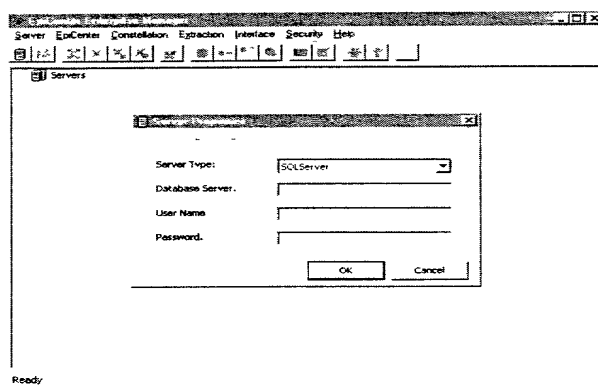 Server EpiCenter Constellation Extraction Interface Security Help
Servers
Server Type: SQLServer
Database Server.
User Name
Password.
OK Cancel
Ready